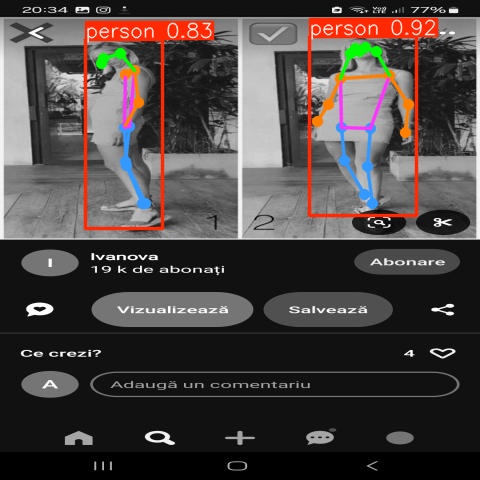 20:34
77%
person 0.83
person 0.92
1
2
I
Ivanova
19 k de abonați
Abonare
Vizualizează
Salvează
Ce crezi?
4
A
Adaugă un comentariu